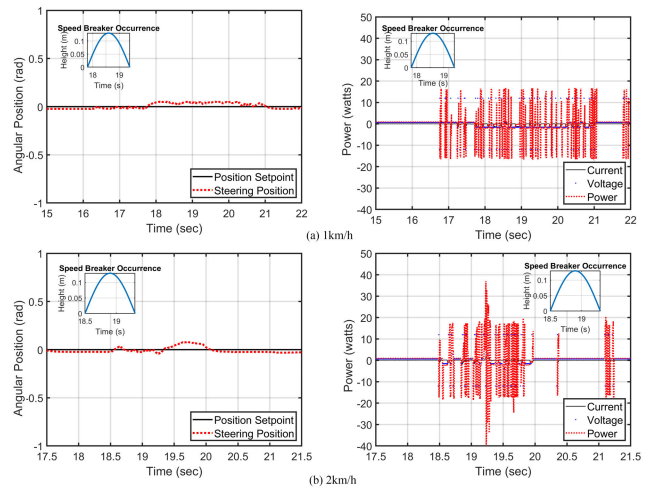 (a)
Speed Breaker Occurrence
Height (m)
0.1
0.05
0
18
19
Time (s)
Angular Position (rad)
1
0.5
0
-0.5
-1
Position Setpoint
Steering Position
15 16 17 18 19 20 21 22
Time (sec)
Speed Breaker Occurrence
Height (m)
0.1
0.05
0
18
19
Time (s)
Power (watts)
50
40
30
20
10
0
-10
-20
-30
-40
Current
Voltage
Power
15 16 17 18 19 20 21 22
Time (sec)
(a) 1km/h
(b)
Speed Breaker Occurrence
Height (m)
0.1
0.05
0
18.5
19
Time (s)
Angular Position (rad)
1
0.5
0
-0.5
-1
Position Setpoint
Steering Position
17.5 18 18.5 19 19.5 20 20.5 21 21.5
Time (sec)
Speed Breaker Occurrence
Height (m)
0.1
0.05
0
18.5
19
Time (s)
Power (watts)
50
40
30
20
10
0
-10
-20
-30
-40
Current
Voltage
Power
17.5 18 18.5 19 19.5 20 20.5 21 21.5
Time (sec)
(b) 2km/h